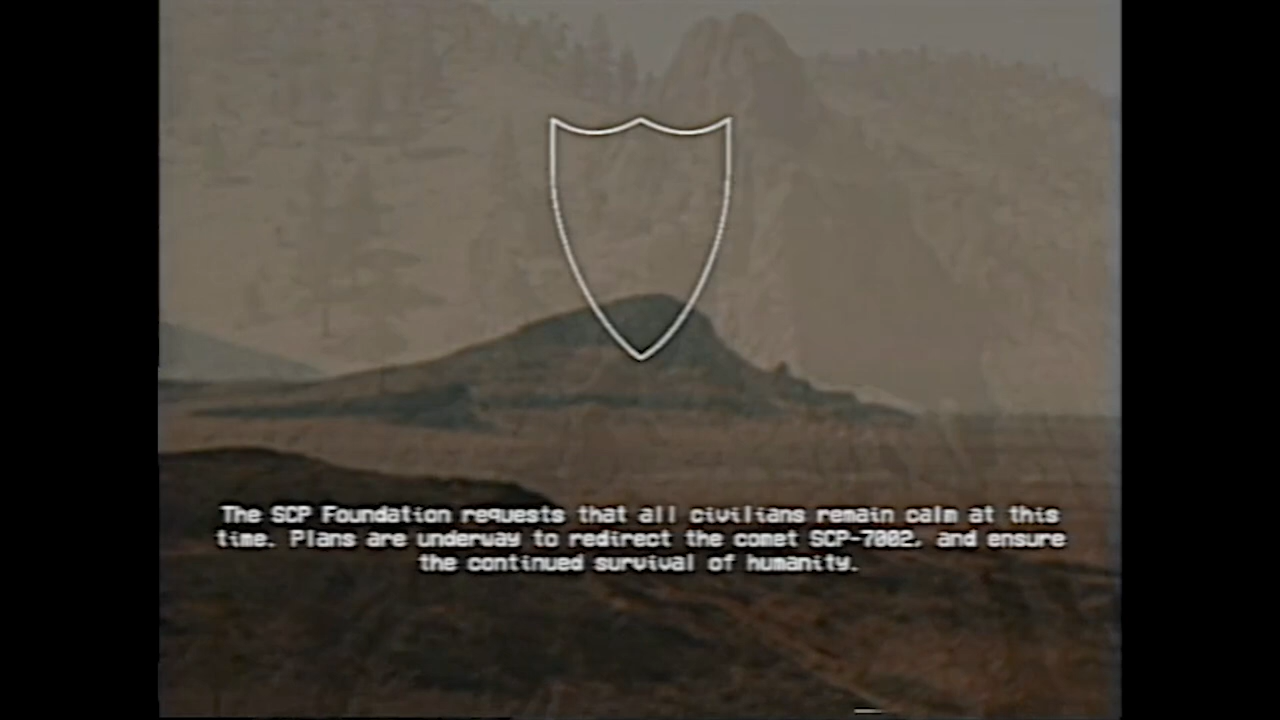 The SCP Foundation requests that all civilians remain calm at this
time. Plans are underway to redirect the comet SCP-7002, and ensure
the continued survival of humanity.